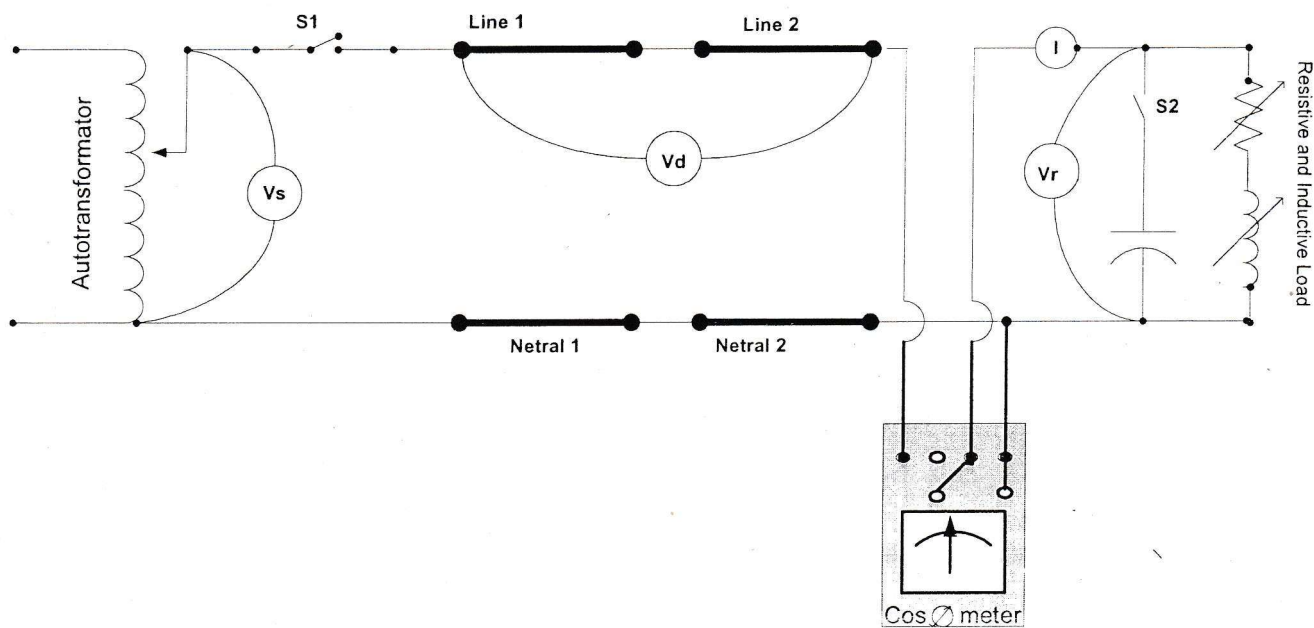 S1
Line 1
Line 2
I
S2
Resistive and Inductive Load
Autotransformator
Vs
Vd
Vr
Netral 1
Netral 2
Cos ∅ meter